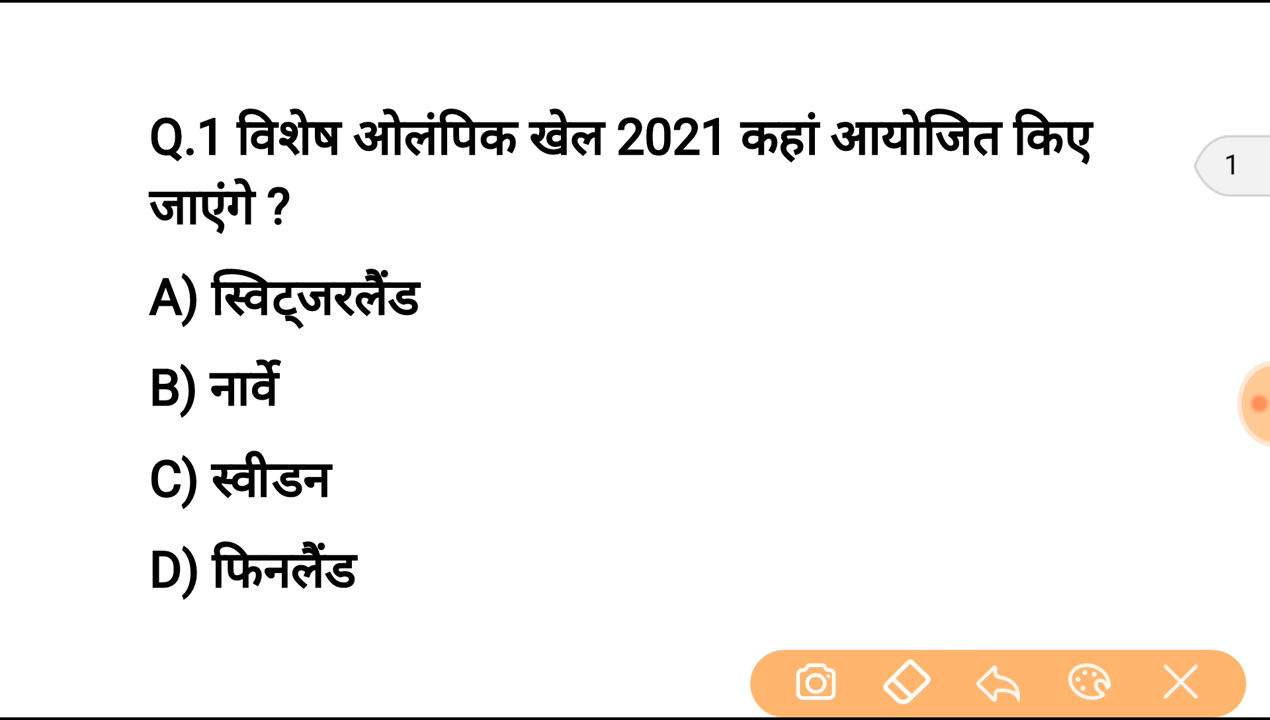 Q.1 विशेष ओलंपिक खेल 2021 कहां आयोजित किए
जाएंगे ?
1
A) स्विट्जरलैंड
B) नार्वे
C) स्वीडन
D) फिनलैंड